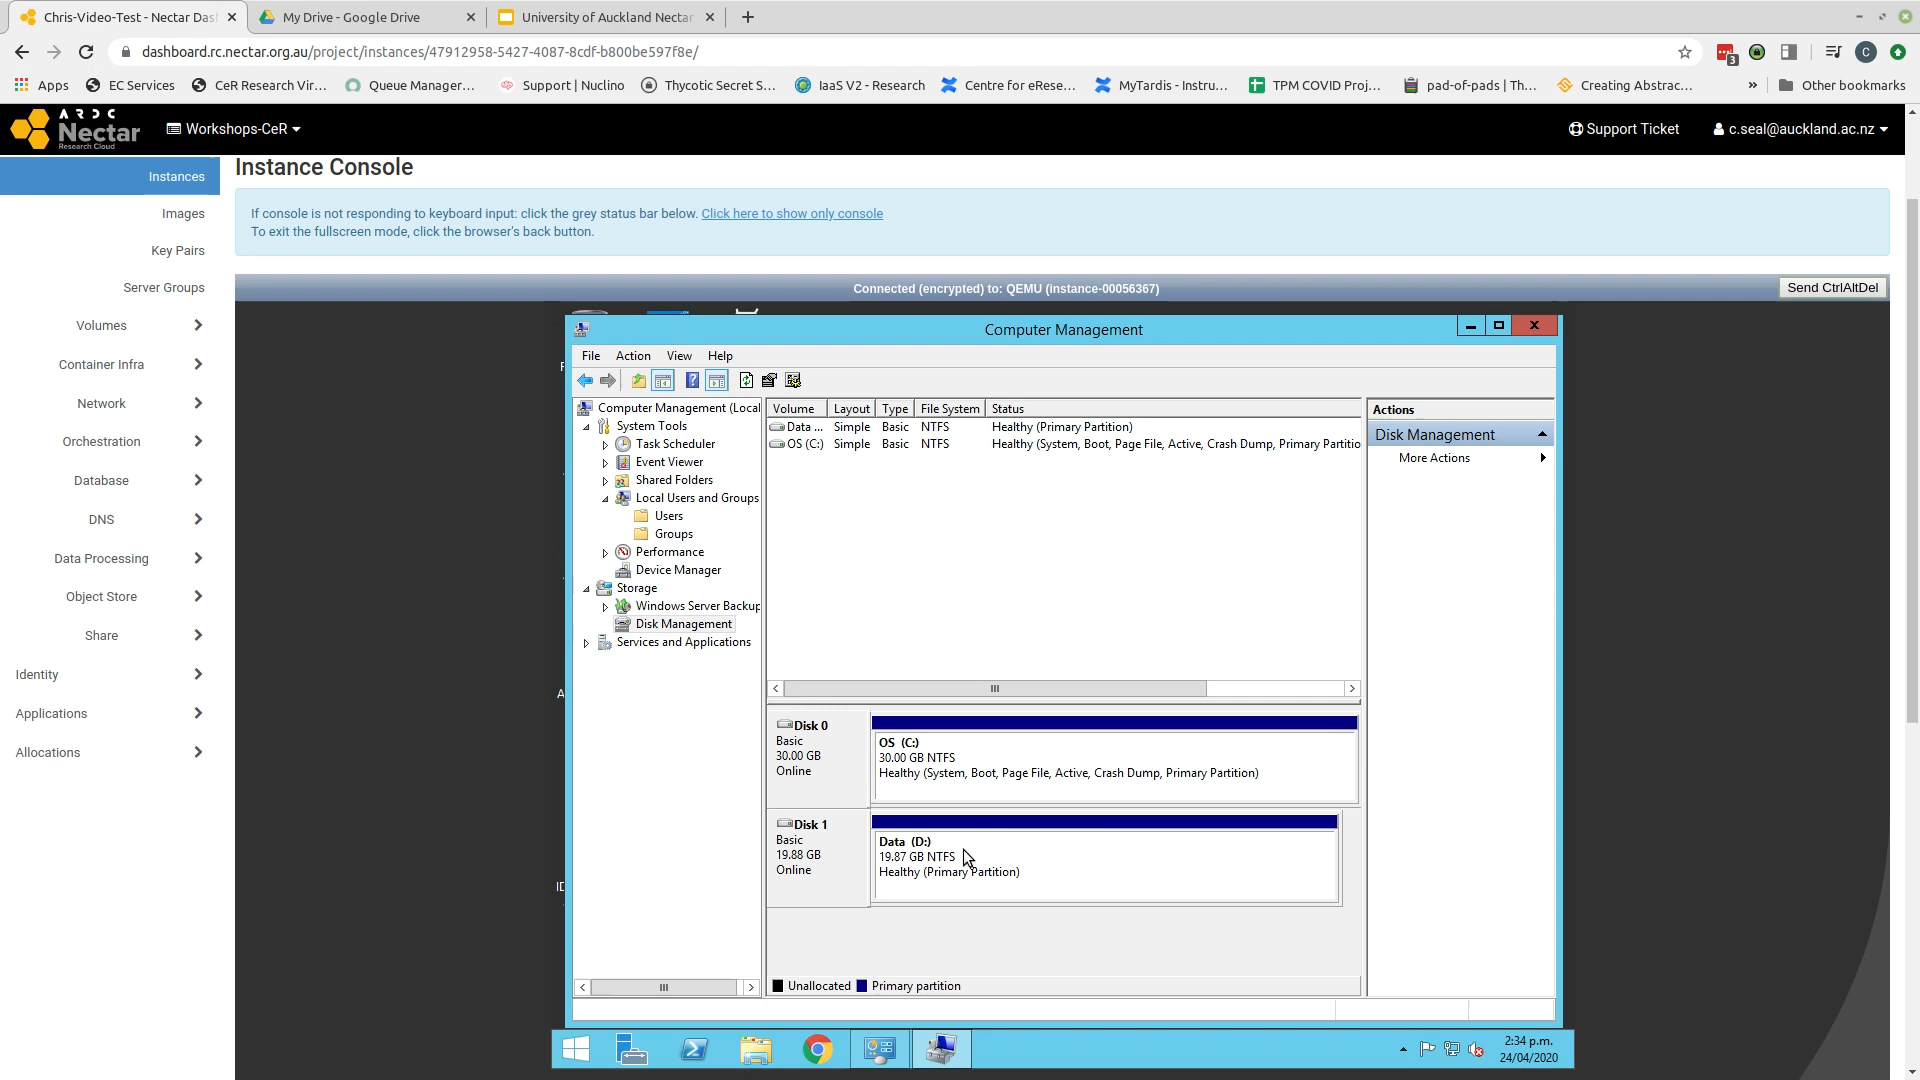 Chris-Video-Test - Nectar Das
My Drive - Google Drive
University of Auckland Nectar
dashboard.rc.nectar.org.au/project/instances/47912958-5427-4087-8cdf-b800be597f8e/
3
C
Apps
EC Services
CeR Research Vir...
Queue Manager...
Support | Nuclino
Thycotic Secret S...
IaaS V2 - Research
Centre for eRese...
MyTardis - Instru...
TPM COVID Proj...
pad-of-pads | Th...
Creating Abstrac...
»
Other bookmarks
ARDC
Nectar
Research Cloud
Workshops-CeR
Support Ticket
c.seal@auckland.ac.nz
Instances
Images
Key Pairs
Server Groups
Volumes
Container Infra
Network
Orchestration
Database
DNS
Data Processing
Object Store
Share
Identity
Applications
Allocations
Instance Console
If console is not responding to keyboard input: click the grey status bar below. Click here to show only console
To exit the fullscreen mode, click the browser's back button.
Connected (encrypted) to: QEMU (instance-00056367)
Send CtrlAltDel
Computer Management
File Action View Help
Computer Management (Local
System Tools
Task Scheduler
Event Viewer
Shared Folders
Local Users and Groups
Users
Groups
Performance
Device Manager
Storage
Windows Server Backup
Disk Management
Services and Applications
Volume Layout Type File System Status
Data ... Simple Basic NTFS Healthy (Primary Partition)
OS (C:) Simple Basic NTFS Healthy (System, Boot, Page File, Active, Crash Dump, Primary Partitio
Disk 0
Basic
30.00 GB
Online
OS (C:)
30.00 GB NTFS
Healthy (System, Boot, Page File, Active, Crash Dump, Primary Partition)
Disk 1
Basic
19.88 GB
Online
Data (D:)
19.87 GB NTFS
Healthy (Primary Partition)
Unallocated Primary partition
Actions
Disk Management
More Actions
2:34 p.m.
24/04/2020